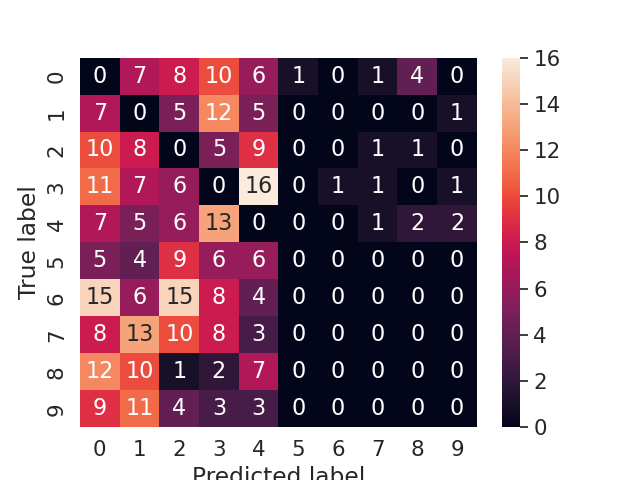 0 7 8 10 6 1 0 1 4 0 16
1 7 0 5 12 5 0 0 0 0 1 14
2 10 8 0 5 9 0 0 1 1 0 12
3 11 7 6 0 16 0 1 1 0 1 10
4 7 5 6 13 0 0 0 1 2 2 8
5 5 4 9 6 6 0 0 0 0 0 6
6 15 6 15 8 4 0 0 0 0 0 4
7 8 13 10 8 3 0 0 0 0 0 2
8 12 10 1 2 7 0 0 0 0 0 0
9 9 11 4 3 3 0 0 0 0 0
0 1 2 3 4 5 6 7 8 9
Predicted label
True label